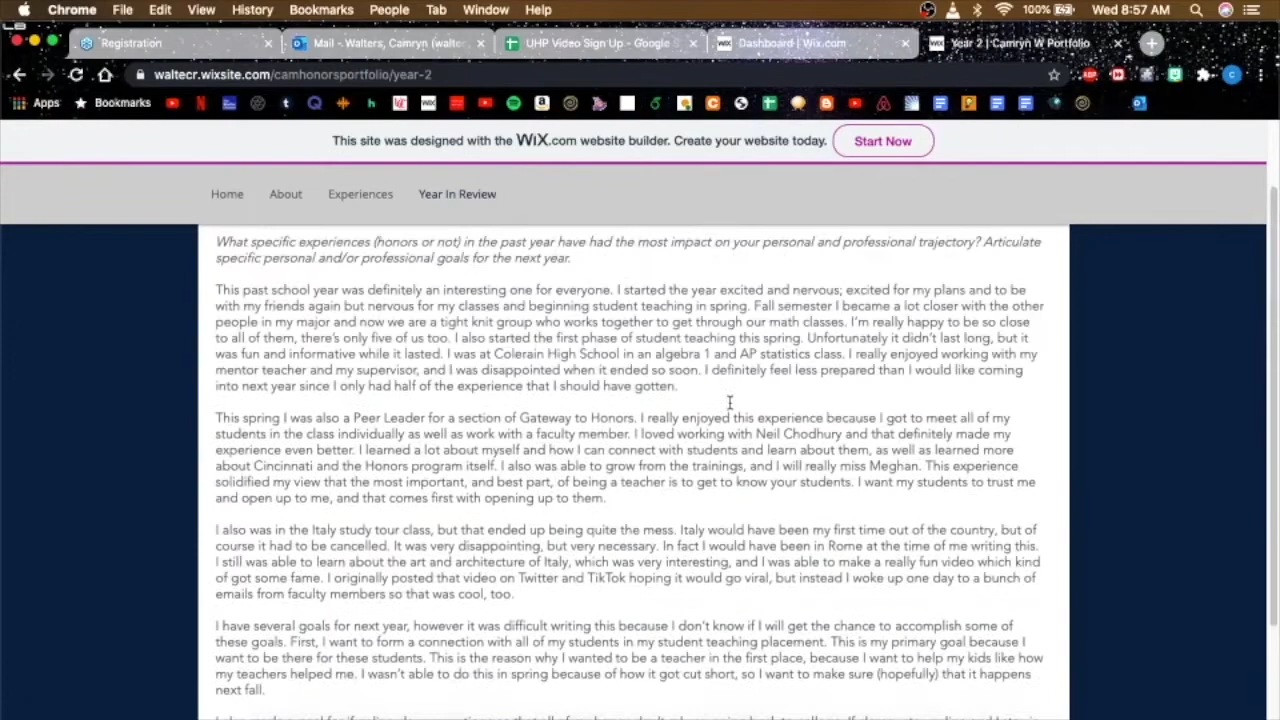 Chrome File Edit View History Bookmarks People Tab Window Help 100% Wed 8:57 AM
Registration Mail - Walters, Camryn (walte UHP Video Sign Up - Google S Dashboard | Wix.com Year 2 | Camryn W Portfolio
waltecr.wixsite.com/camhonorsportfolio/year-2
Apps Bookmarks
This site was designed with the WiX.com website builder. Create your website today. Start Now
Home About Experiences Year In Review
What specific experiences (honors or not) in the past year have had the most impact on your personal and professional trajectory? Articulate
specific personal and/or professional goals for the next year.
This past school year was definitely an interesting one for everyone. I started the year excited and nervous; excited for my plans and to be
with my friends again but nervous for my classes and beginning student teaching in spring. Fall semester I became a lot closer with the other
people in my major and now we are a tight knit group who works together to get through our math classes. I'm really happy to be so close
to all of them, there's only five of us too. I also started the first phase of student teaching this spring. Unfortunately it didn't last long, but it
was fun and informative while it lasted. I was at Colerain High School in an algebra 1 and AP statistics class. I really enjoyed working with my
mentor teacher and my supervisor, and I was disappointed when it ended so soon. I definitely feel less prepared than I would like coming
into next year since I only had half of the experience that I should have gotten.
This spring I was also a Peer Leader for a section of Gateway to Honors. I really enjoyed this experience because I got to meet all of my
students in the class individually as well as work with a faculty member. I loved working with Neil Chodhury and that definitely made my
experience even better. I learned a lot about myself and how I can connect with students and learn about them, as well as learned more
about Cincinnati and the Honors program itself. I also was able to grow from the trainings, and I will really miss Meghan. This experience
solidified my view that the most important, and best part, of being a teacher is to get to know your students. I want my students to trust me
and open up to me, and that comes first with opening up to them.
I also was in the Italy study tour class, but that ended up being quite the mess. Italy would have been my first time out of the country, but of
course it had to be cancelled. It was very disappointing, but very necessary. In fact I would have been in Rome at the time of me writing this.
I still was able to learn about the art and architecture of Italy, which was very interesting, and I was able to make a really fun video which kind
of got some fame. I originally posted that video on Twitter and TikTok hoping it would go viral, but instead I woke up one day to a bunch of
emails from faculty members so that was cool, too.
I have several goals for next year, however it was difficult writing this because I don't know if I will get the chance to accomplish some of
these goals. First, I want to form a connection with all of my students in my student teaching placement. This is my primary goal because I
want to be there for these students. This is the reason why I wanted to be a teacher in the first place, because I want to help my kids like how
my teachers helped me. I wasn't able to do this in spring because of how it got cut short, so I want to make sure (hopefully) that it happens
next fall.